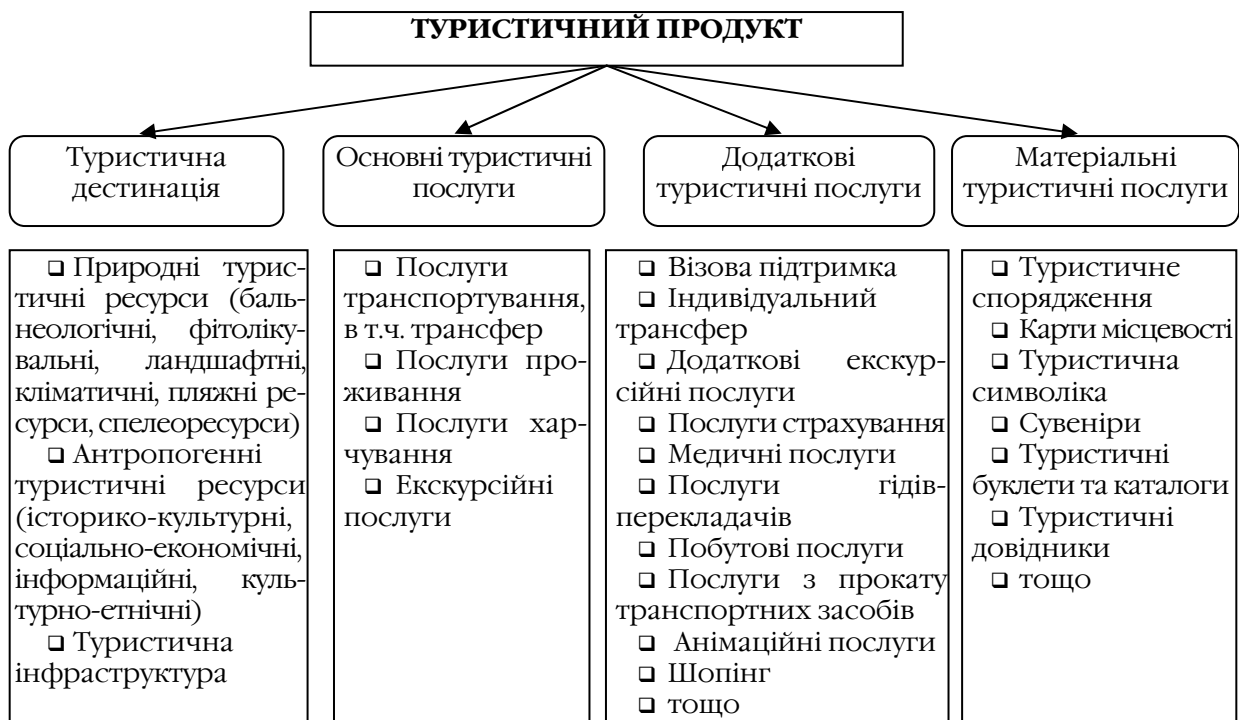 ТУРИСТИЧНИЙ ПРОДУКТ
Туристична
дестинація
Основні туристичні
послуги
Додаткові
туристичні послуги
Матеріальні
туристичні послуги
❑ Природні турис-
тичні ресурси (баль-
неологічні, фітоліку-
вальні, ландшафтні,
кліматичні, пляжні ре-
сурси, спелеоресурси)
❑ Антропогенні
туристичні ресурси
(історико-культурні,
соціально-економічні,
інформаційні, куль-
турно-етнічні)
❑ Туристична
інфраструктура
❑ Послуги
транспортування,
в т.ч. трансфер
❑ Послуги про-
живання
❑ Послуги хар-
чування
❑ Екскурсійні
послуги
❑ Візова підтримка
❑ Індивідуальний
трансфер
❑ Додаткові екскур-
сійні послуги
❑ Послуги страхування
❑ Медичні послуги
❑ Послуги гідів-
перекладачів
❑ Побутові послуги
❑ Послуги з прокату
транспортних засобів
❑ Анімаційні послуги
❑ Шопінг
❑ тощо
❑ Туристичне
спорядження
❑ Карти місцевості
❑ Туристична
символіка
❑ Сувеніри
❑ Туристичні
буклети та каталоги
❑ Туристичні
довідники
❑ тощо